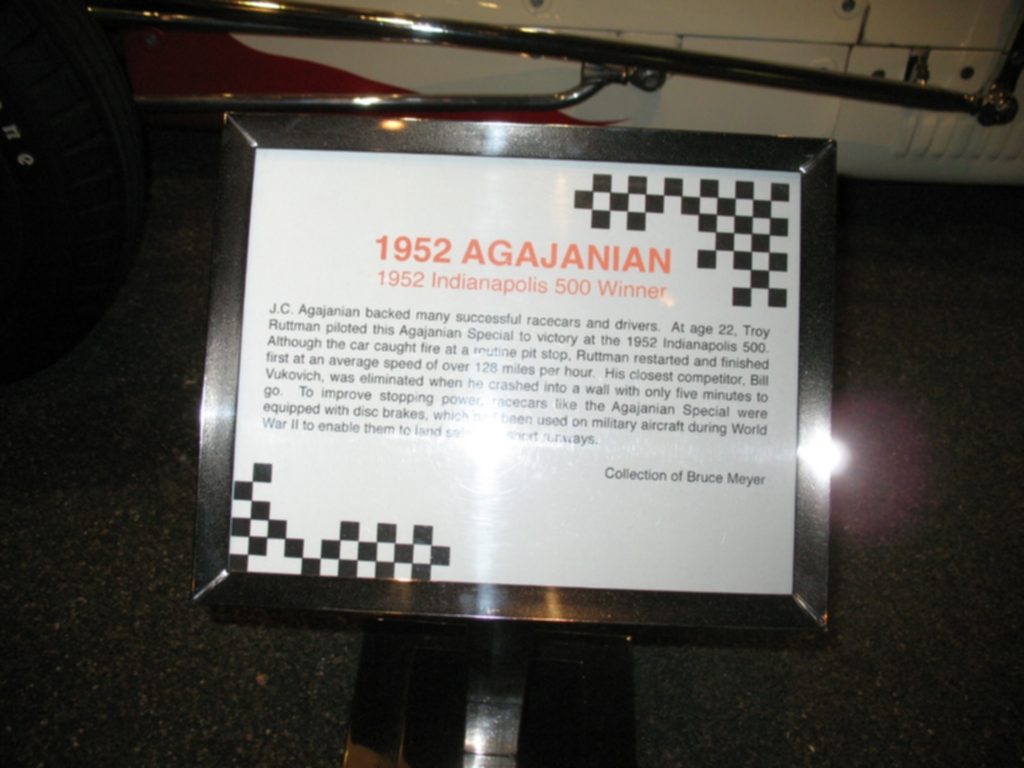 1952 AGAJANIAN
1952 Indianapolis 500 Winner
J.C. Agajanian backed many successful racecars and drivers. At age 22, Troy
Ruttman piloted this Agajanian Special to victory at the 1952 Indianapolis 500.
Although the car caught fire at a routine pit stop, Ruttman restarted and finished
first at an average speed of over 128 miles per hour. His closest competitor, Bill
Vukovich, was eliminated when he crashed into a wall with only five minutes to
go. To improve stopping power, racecars like the Agajanian Special were
equipped with disc brakes, which had been used on military aircraft during World
War II to enable them to land short runways.
Collection of Bruce Meyer